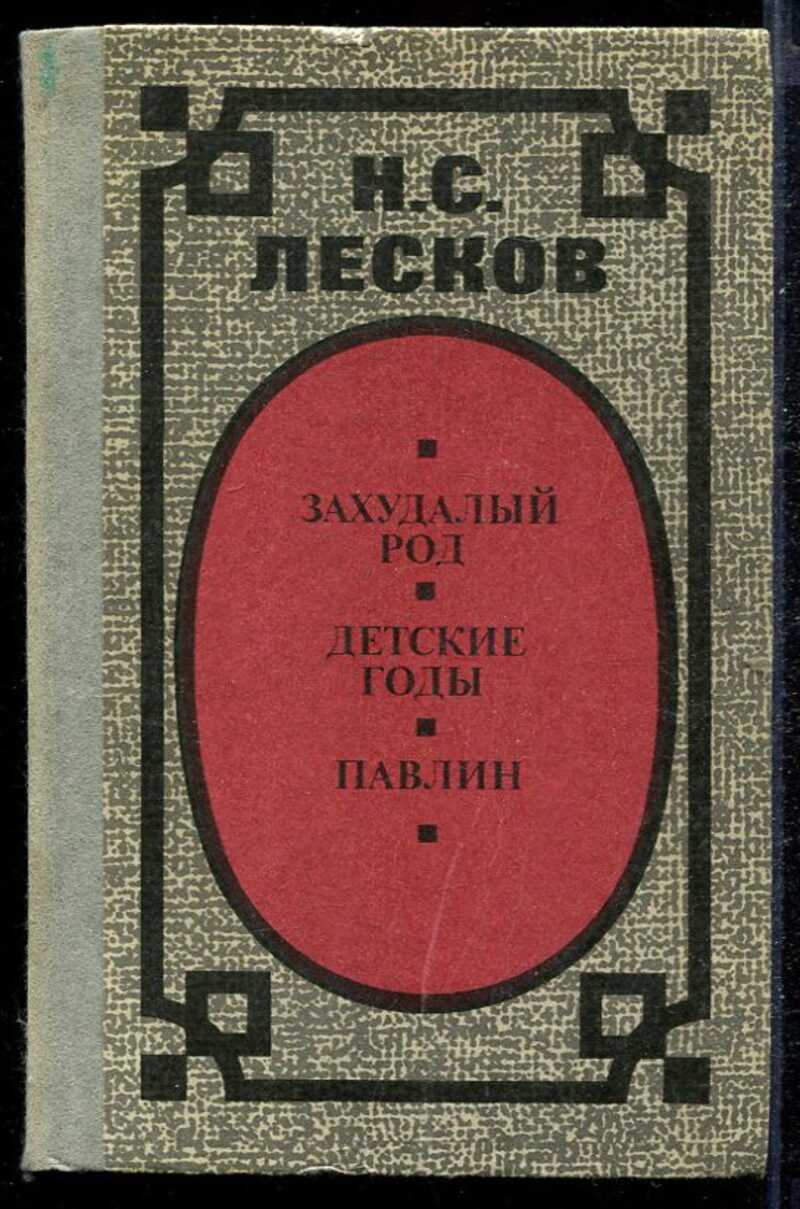 Н.С.
ЛЕСКОВ
ЗАХУДАЛЫЙ
РОД
ДЕТСКИЕ
ГОДЫ
ПАВЛИН